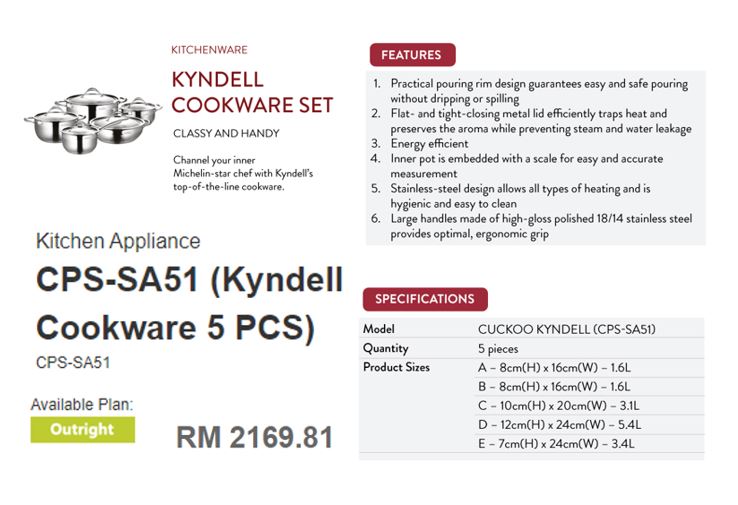 KITCHENWARE
KYNDELL
COOKWARE SET
CLASSY AND HANDY
Channel your inner
Michelin-star chef with Kyndell's
top-of-the-line cookware.
Kitchen Appliance
CPS-SA51 (Kyndell
Cookware 5 PCS)
CPS-SA51
Available Plan:
Outright
RM 2169.81
FEATURES
1. Practical pouring rim design guarantees easy and safe pouring
without dripping or spilling
2. Flat- and tight-closing metal lid efficiently traps heat and
preserves the aroma while preventing steam and water leakage
3. Energy efficient
4. Inner pot is embedded with a scale for easy and accurate
measurement
5. Stainless-steel design allows all types of heating and is
hygienic and easy to clean
6. Large handles made of high-gloss polished 18/14 stainless steel
provides optimal, ergonomic grip
SPECIFICATIONS
Model CUCKOO KYNDELL (CPS-SA51)
Quantity 5 pieces
Product Sizes A – 8cm(H) x 16cm(W) – 1.6L
B – 8cm(H) x 16cm(W) – 1.6L
C – 10cm(H) x 20cm(W) – 3.1L
D – 12cm(H) x 24cm(W) – 5.4L
E – 7cm(H) x 24cm(W) – 3.4L